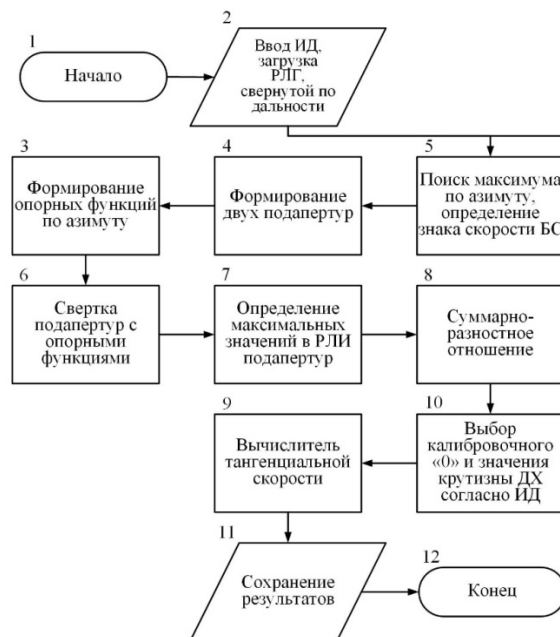 1
Начало
2
Ввод ИД,
загрузка
РЛГ,
свернутой по
дальности
3
Формирование
опорных функций
по азимуту
4
Формирование
двух подапертур
5
Поиск максимума
по азимуту,
определение
знака скорости БО
6
Свертка
подапертур с
опорными
функциями
7
Определение
максимальных
значений в РЛИ
подапертур
8
Суммарно-
разностное
отношение
9
Вычислитель
тангенциальной
скорости
10
Выбор
калибровочного
«0» и значения
крутизны ДХ
согласно ИД
11
Сохранение
результатов
12
Конец